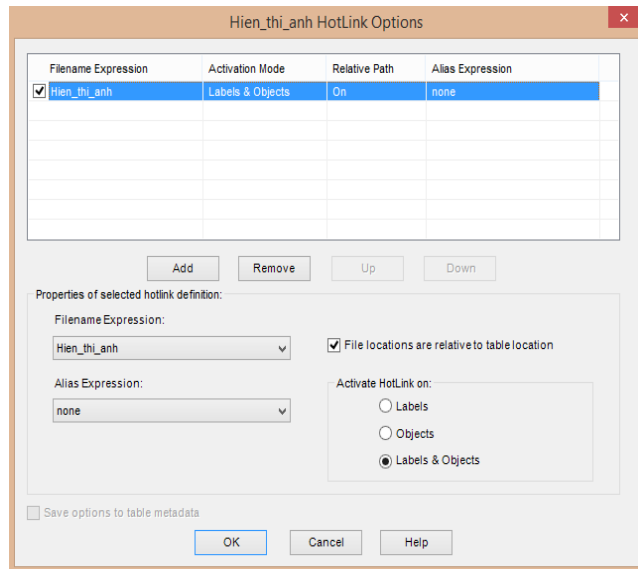 Hien_thi_anh HotLink Options
x
Filename Expression Activation Mode Relative Path Alias Expression
Hien_thi_anh Labels & Objects On none
Add Remove Up Down
Properties of selected hotlink definition:
Filename Expression:
Hien_thi_anh
File locations are relative to table location
Alias Expression:
none
Activate HotLink on:
Labels
Objects
Labels & Objects
Save options to table metadata
OK Cancel Help